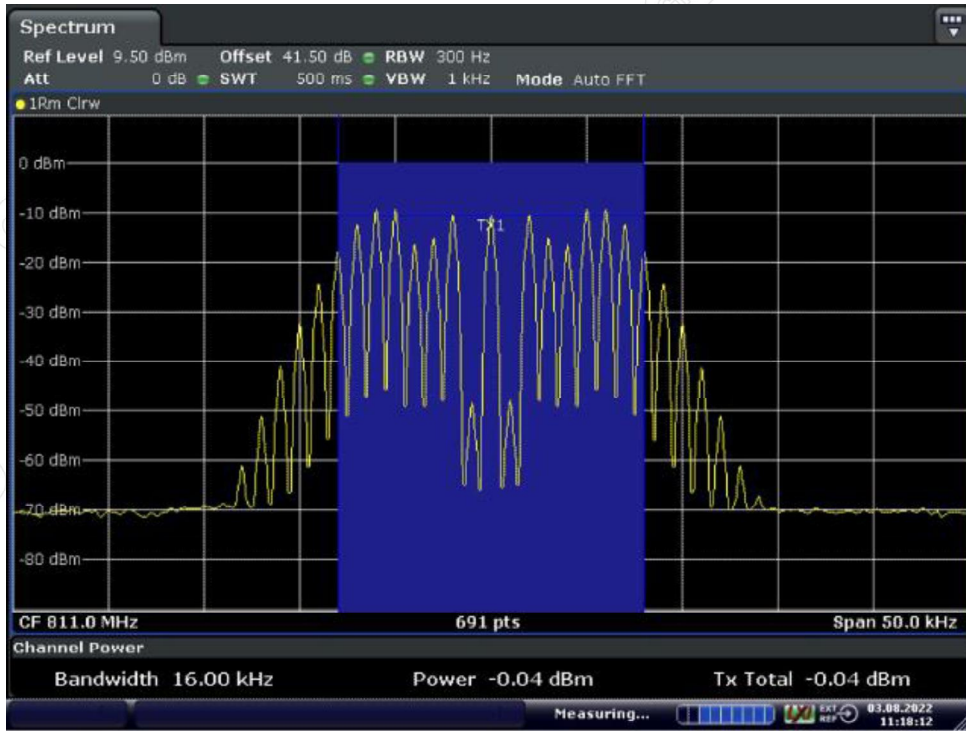 Spectrum
Ref Level 9.50 dBm Offset 41.50 dB RBW 300 Hz
Att 0 dB SWT 500 ms VBW 1 kHz Mode Auto FFT
1Rm Clrw
0 dBm
-10 dBm
TX1
-20 dBm
-30 dBm
-40 dBm
-50 dBm
-60 dBm
-70 dBm
-80 dBm
CF 811.0 MHz 691 pts Span 50.0 kHz
Channel Power
Bandwidth 16.00 kHz Power -0.04 dBm Tx Total -0.04 dBm
Measuring... EXT REF 03.08.2022
11:18:12